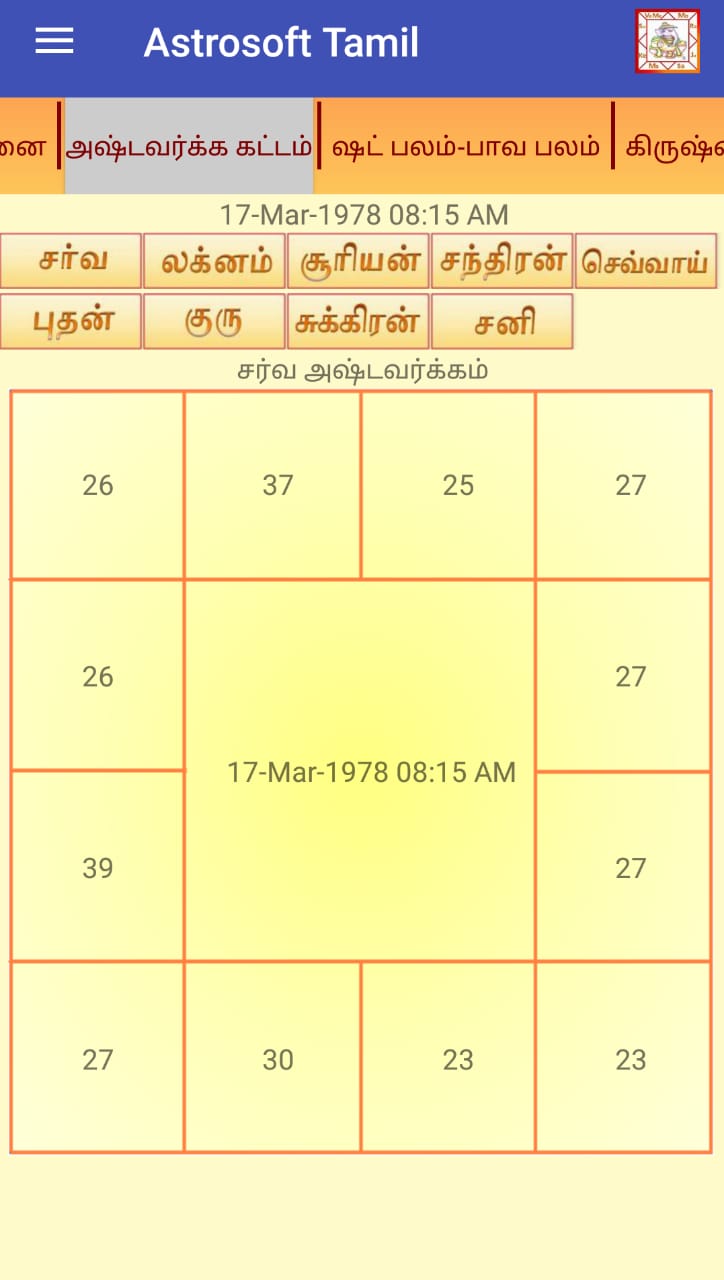 Astrosoft Tamil
னை அஷ்டவர்க்க கட்டம் ஷட் பலம்-பாவ பலம் கிருஷ்
17-Mar-1978 08:15 AM
சர்வ லக்னம் சூரியன் சந்திரன் செவ்வாய்
புதன் குரு சுக்கிரன் சனி
சர்வ அஷ்டவர்க்கம்
26 37 25 27
26 27
17-Mar-1978 08:15 AM
39 27
27 30 23 23